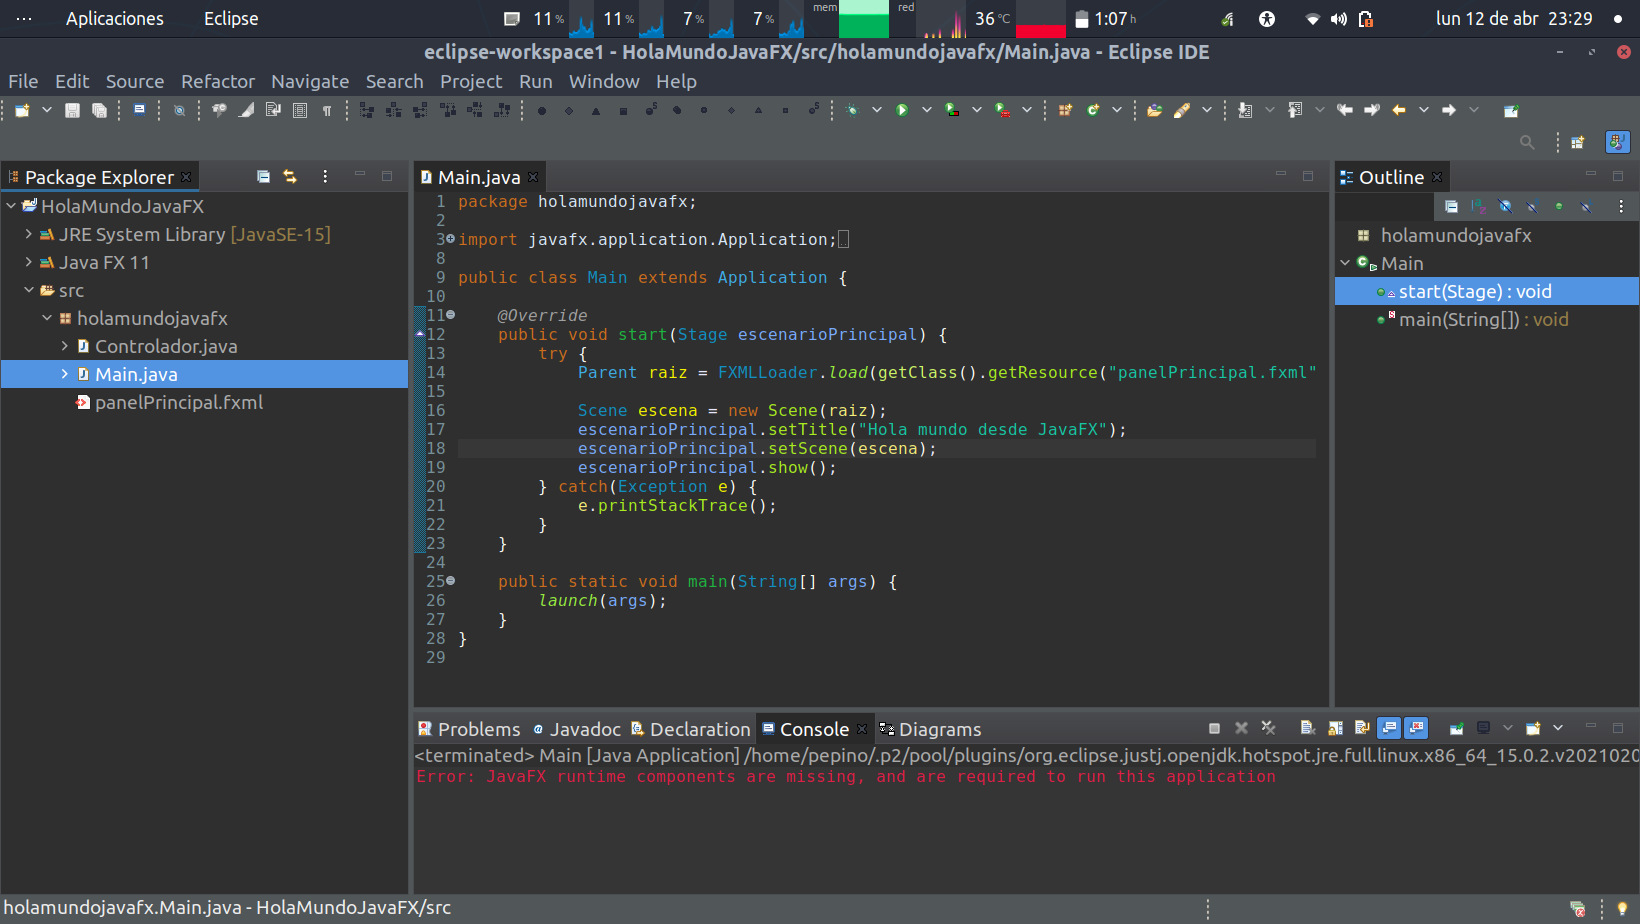 Aplicaciones Eclipse 11 % 11 % 7 % 7 % mem red 36 °C 1:07 h lun 12 de abr 23:29
eclipse-workspace1 - HolaMundoJavaFX/src/holamundojavafx/Main.java - Eclipse IDE
File Edit Source Refactor Navigate Search Project Run Window Help
Package Explorer
HolaMundoJavaFX
JRE System Library [JavaSE-15]
Java FX 11
src
holamundojavafx
Controlador.java
Main.java
panelPrincipal.fxml
Main.java
1 package holamundojavafx;
2
3 import javafx.application.Application;
8
9 public class Main extends Application {
10
11 @Override
12 public void start(Stage escenarioPrincipal) {
13 try {
14 Parent raiz = FXMLLoader.load(getClass().getResource("panelPrincipal.fxml"
15
16 Scene escena = new Scene(raiz);
17 escenarioPrincipal.setTitle("Hola mundo desde JavaFX");
18 escenarioPrincipal.setScene(escena);
19 escenarioPrincipal.show();
20 } catch(Exception e) {
21 e.printStackTrace();
22 }
23 }
24
25 public static void main(String[] args) {
26 launch(args);
27 }
28 }
29
Outline
holamundojavafx
Main
start(Stage) : void
main(String[]) : void
Problems Javadoc Declaration Console Diagrams
<terminated> Main [Java Application] /home/pepino/.p2/pool/plugins/org.eclipse.justj.openjdk.hotspot.jre.full.linux.x86_64_15.0.2.v2021020
Error: JavaFX runtime components are missing, and are required to run this application
holamundojavafx.Main.java - HolaMundoJavaFX/src